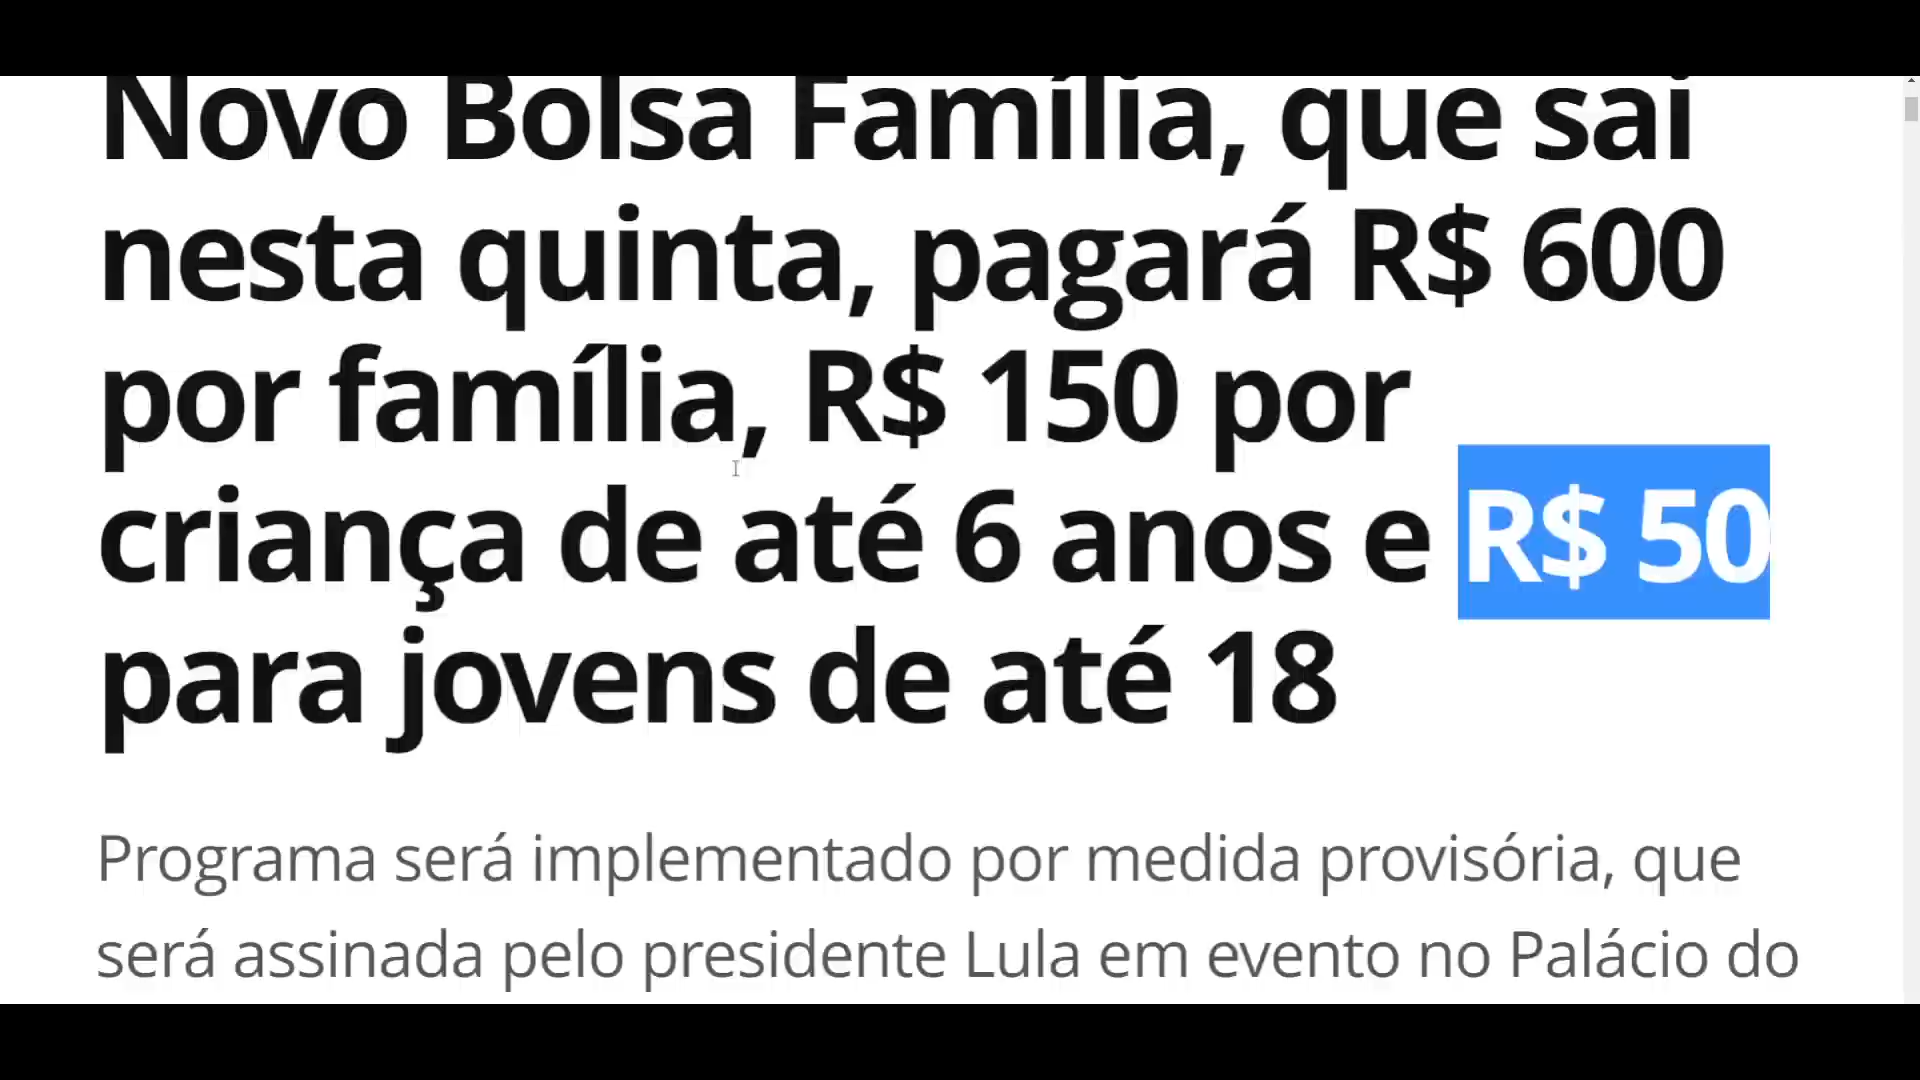 Novo Bolsa Família, que sai
nesta quinta, pagará R$ 600
por família, R$ 150 por
criança de até 6 anos e R$ 50
para jovens de até 18
Programa será implementado por medida provisória, que
será assinada pelo presidente Lula em evento no Palácio do